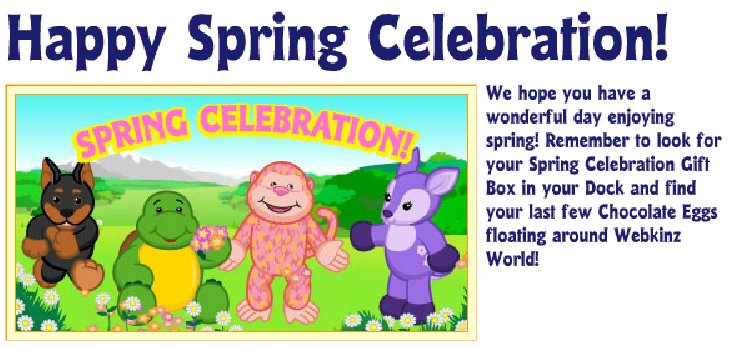 Happy Spring Celebration!
SPRING CELEBRATION!
We hope you have a
wonderful day enjoying
spring! Remember to look for
your Spring Celebration Gift
Box in your Dock and find
your last few Chocolate Eggs
floating around Webkinz
World!